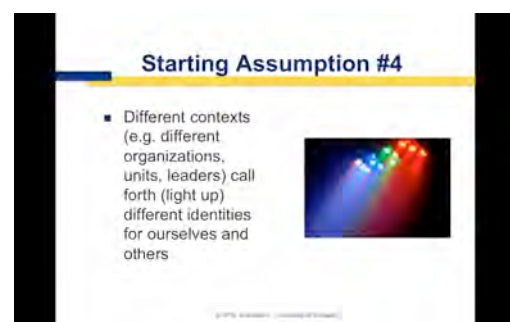 Starting Assumption #4
Different contexts
(e.g. different
organizations,
units, leaders) call
forth (light up)
different identities
for ourselves and
others